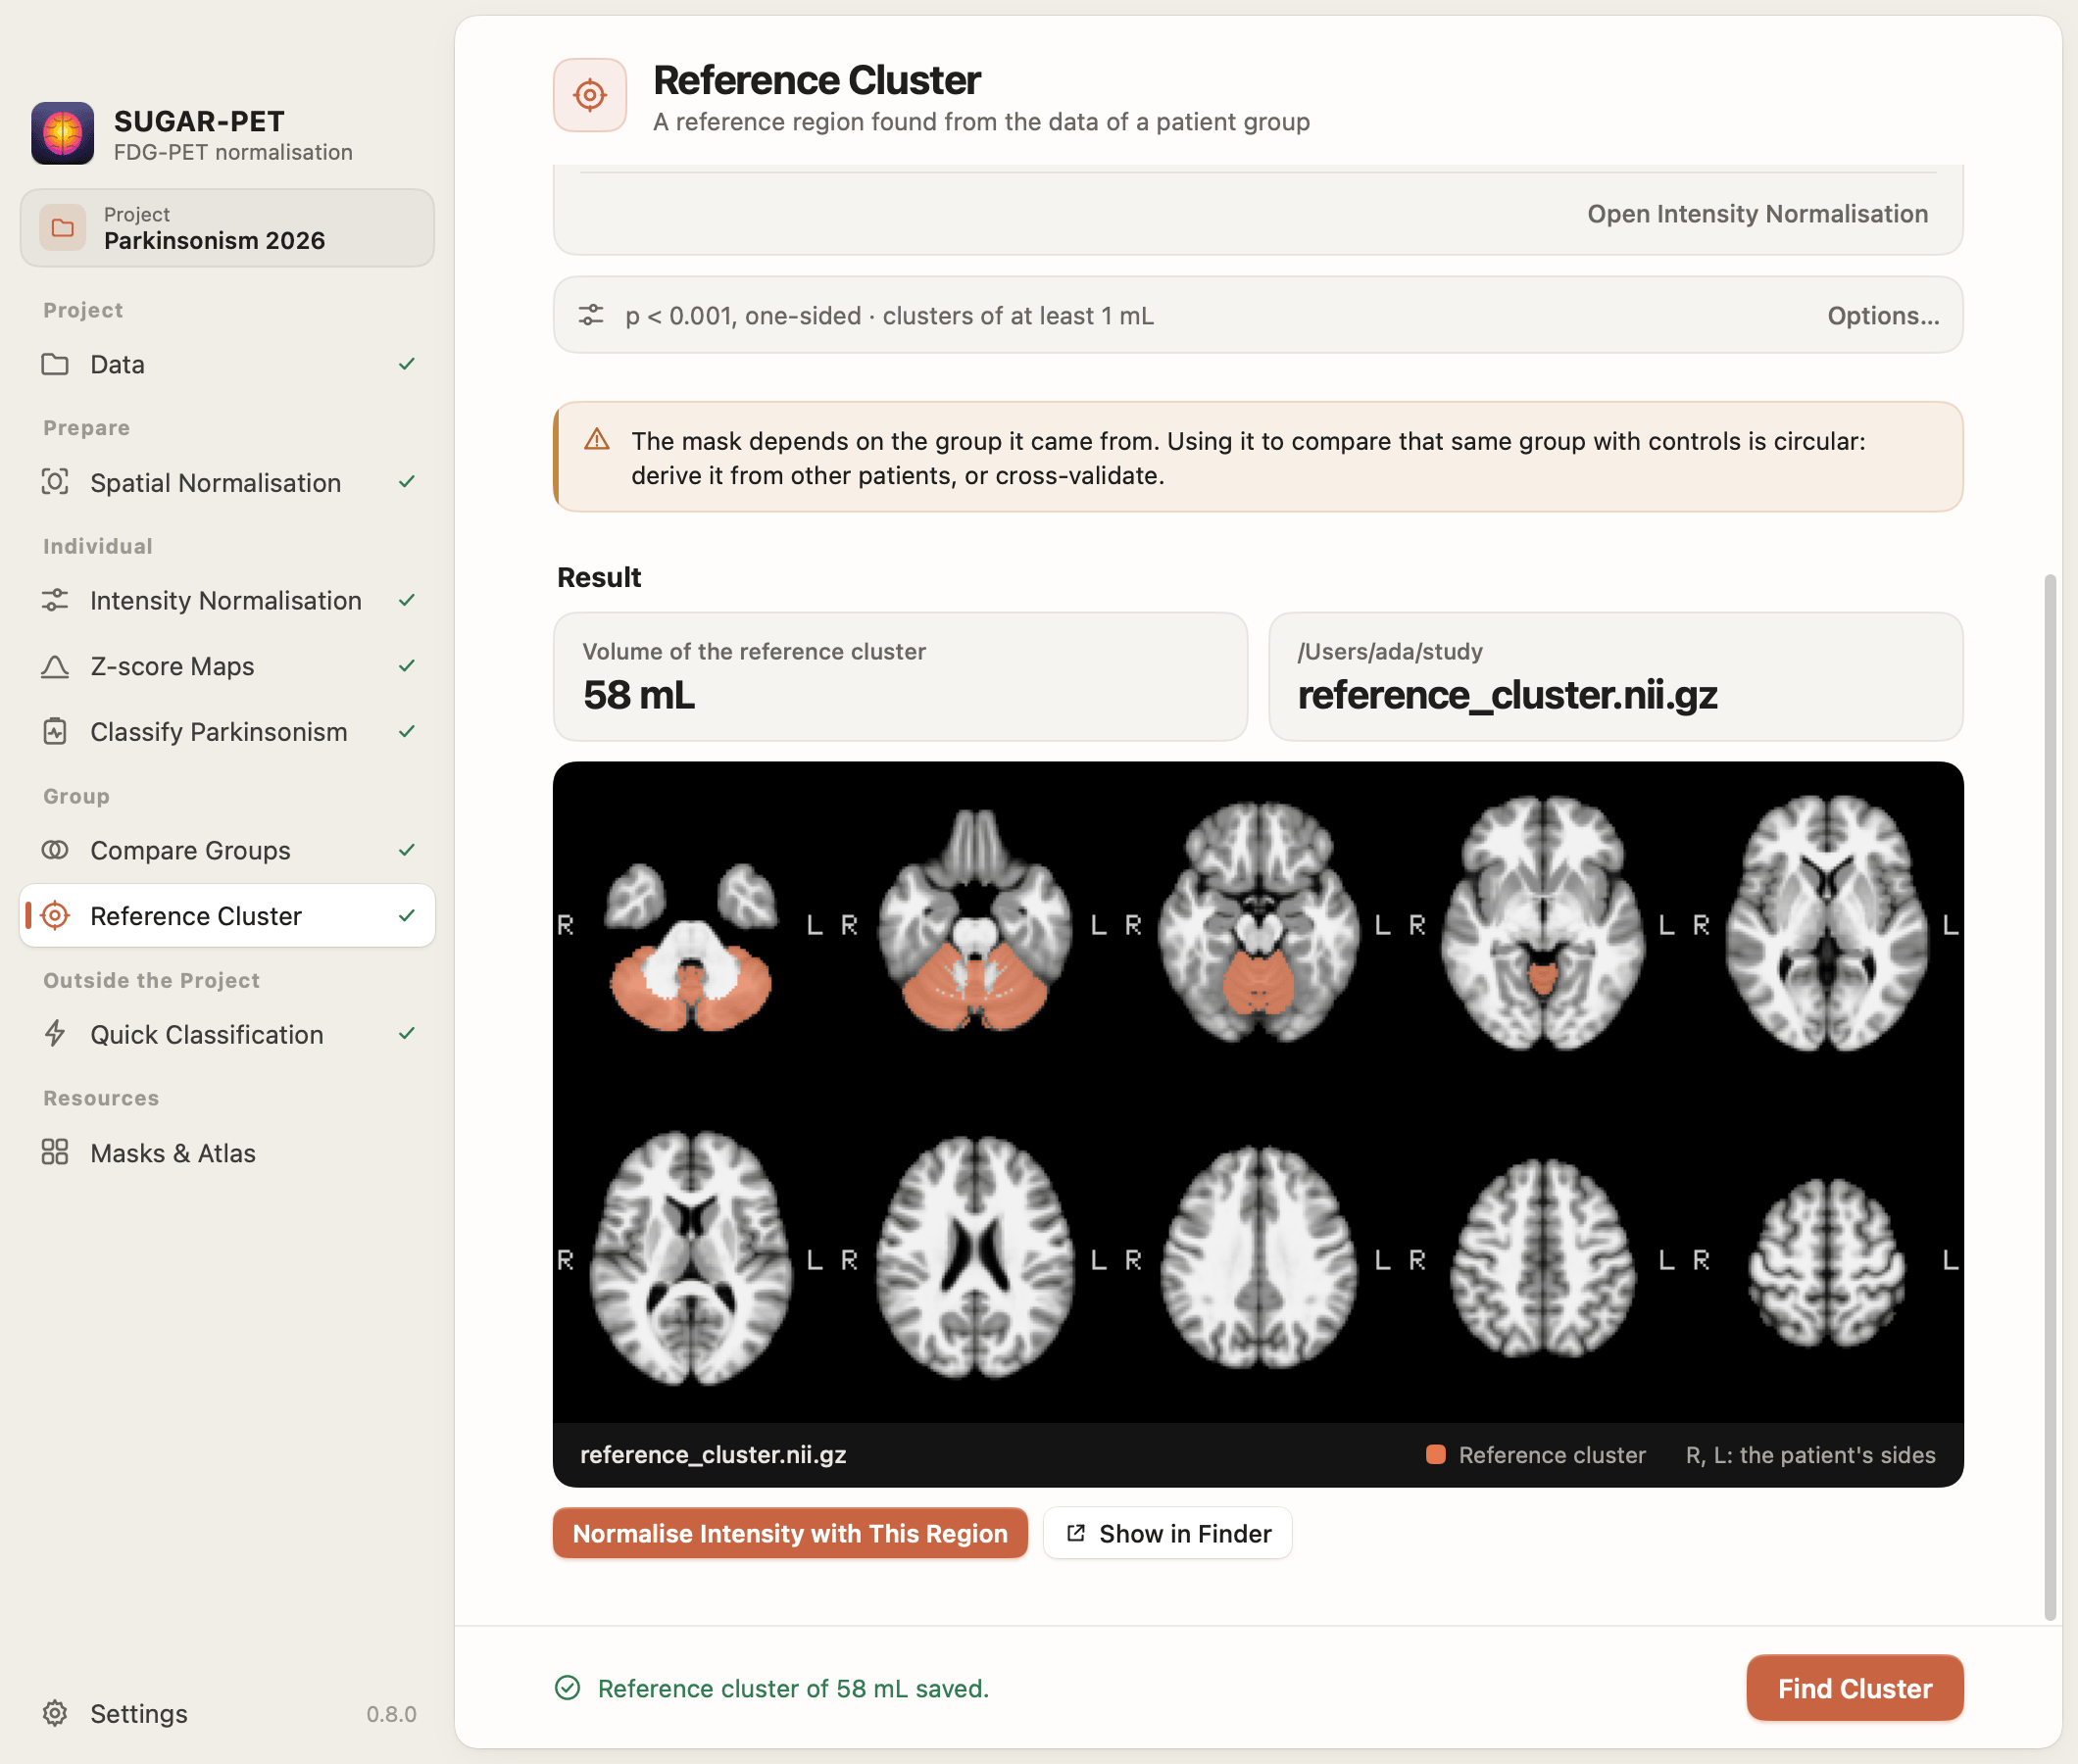 SUGAR-PET
FDG-PET normalisation
Project
Parkinsonism 2026
Project
Data
Prepare
Spatial Normalisation
Individual
Intensity Normalisation
Z-score Maps
Classify Parkinsonism
Group
Compare Groups
Reference Cluster
Outside the Project
Quick Classification
Resources
Masks & Atlas
Settings
0.8.0
Reference Cluster
A reference region found from the data of a patient group
Open Intensity Normalisation
p < 0.001, one-sided · clusters of at least 1 mL
Options...
The mask depends on the group it came from. Using it to compare that same group with controls is circular:
derive it from other patients, or cross-validate.
Result
Volume of the reference cluster
58 mL
/Users/ada/study
reference_cluster.nii.gz
R L R L R L R L R L
R L R L R L R L R L
reference_cluster.nii.gz
Reference cluster
R, L: the patient's sides
Normalise Intensity with This Region
Show in Finder
Reference cluster of 58 mL saved.
Find Cluster